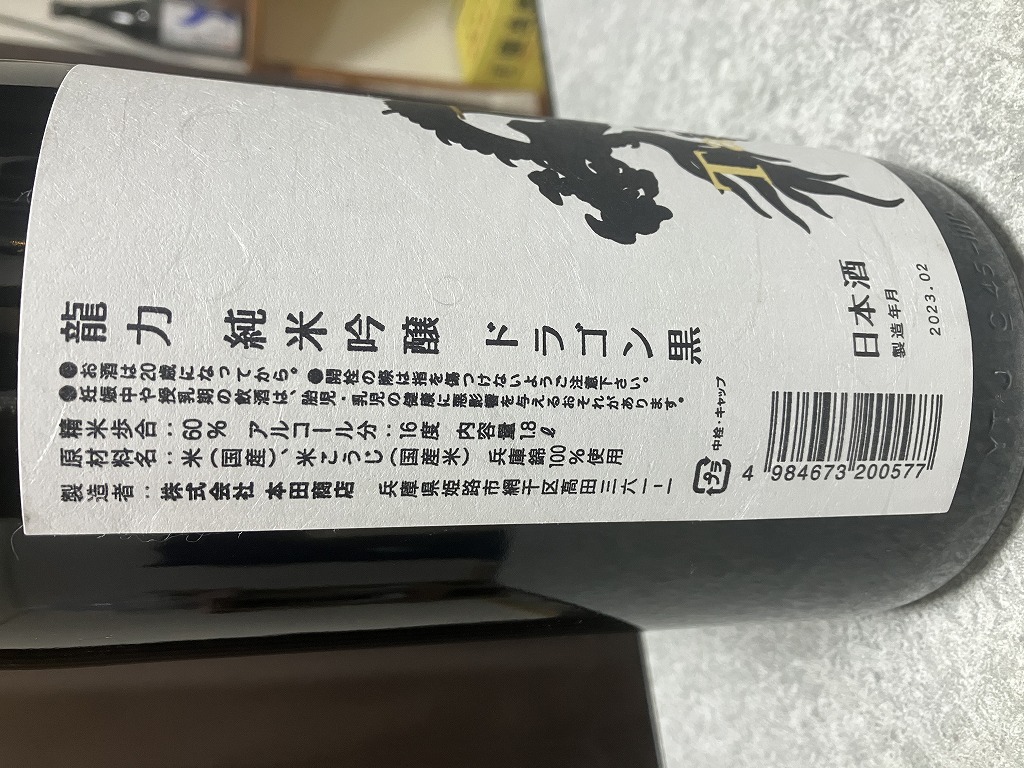 龍力 純米吟醸 ドラゴン黒
日本酒
製造年月
2023.02
●お酒は20歳になってから。●開栓の際は指を傷つけないようご注意下さい。
●妊娠中や授乳期の飲酒は、胎児・乳児の健康に悪影響を与えるおそれがあります。
精米歩合：60% アルコール分：16度 内容量1.8ℓ
原材料名：米(国産)、米こうじ(国産米) 兵庫錦100%使用
製造者：株式会社 本田商店 兵庫県姫路市網干区高田三六一ー一
プラ
中栓・キャップ
4 984673 200577